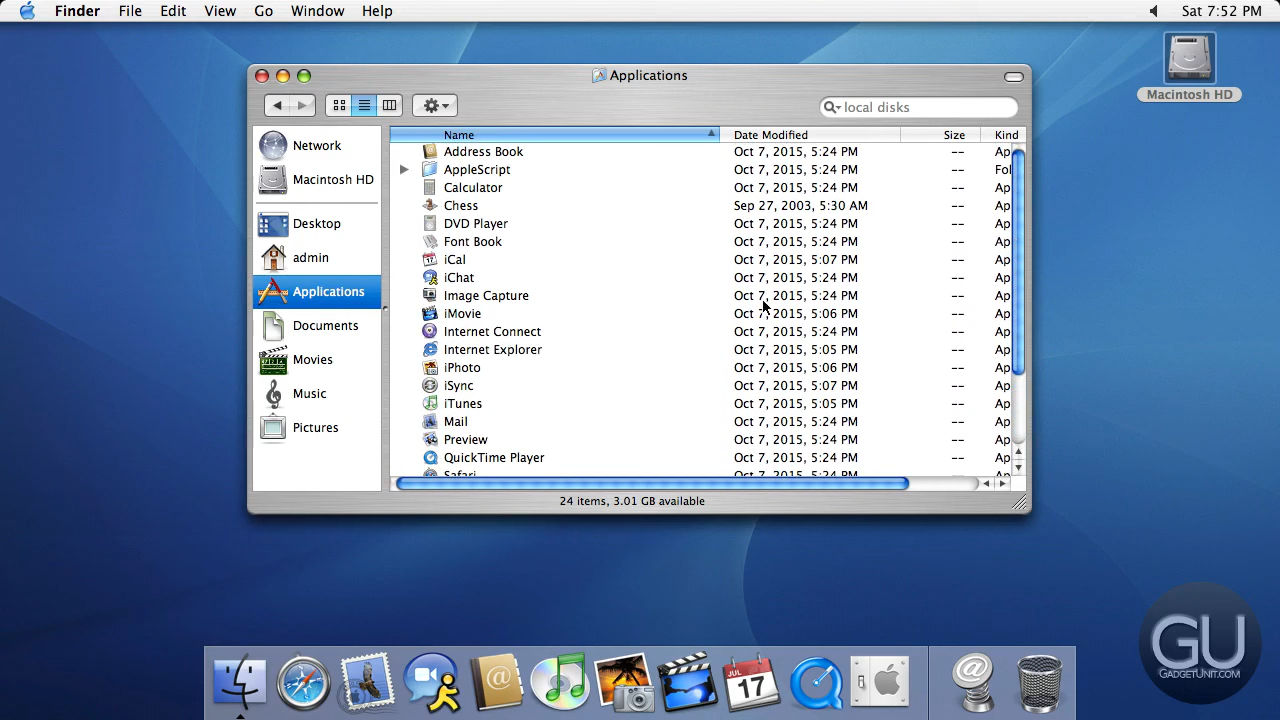 Finder File Edit View Go Window Help Sat 7:52 PM
Macintosh HD
Applications
local disks
Network
Macintosh HD
Desktop
admin
Applications
Documents
Movies
Music
Pictures
Name Date Modified Size Kind
Address Book Oct 7, 2015, 5:24 PM -- Ap
AppleScript Oct 7, 2015, 5:24 PM -- Fol
Calculator Oct 7, 2015, 5:24 PM -- Ap
Chess Sep 27, 2003, 5:30 AM -- Ap
DVD Player Oct 7, 2015, 5:24 PM -- Ap
Font Book Oct 7, 2015, 5:24 PM -- Ap
iCal Oct 7, 2015, 5:07 PM -- Ap
iChat Oct 7, 2015, 5:24 PM -- Ap
Image Capture Oct 7, 2015, 5:24 PM -- Ap
iMovie Oct 7, 2015, 5:06 PM -- Ap
Internet Connect Oct 7, 2015, 5:24 PM -- Ap
Internet Explorer Oct 7, 2015, 5:05 PM -- Ap
iPhoto Oct 7, 2015, 5:06 PM -- Ap
iSync Oct 7, 2015, 5:07 PM -- Ap
iTunes Oct 7, 2015, 5:05 PM -- Ap
Mail Oct 7, 2015, 5:24 PM -- Ap
Preview Oct 7, 2015, 5:24 PM -- Ap
QuickTime Player Oct 7, 2015, 5:24 PM -- Ap
Safari Oct 7, 2015, 5:24 PM -- Ap
24 items, 3.01 GB available
JUL
17
GU
GADGETUNIT.COM